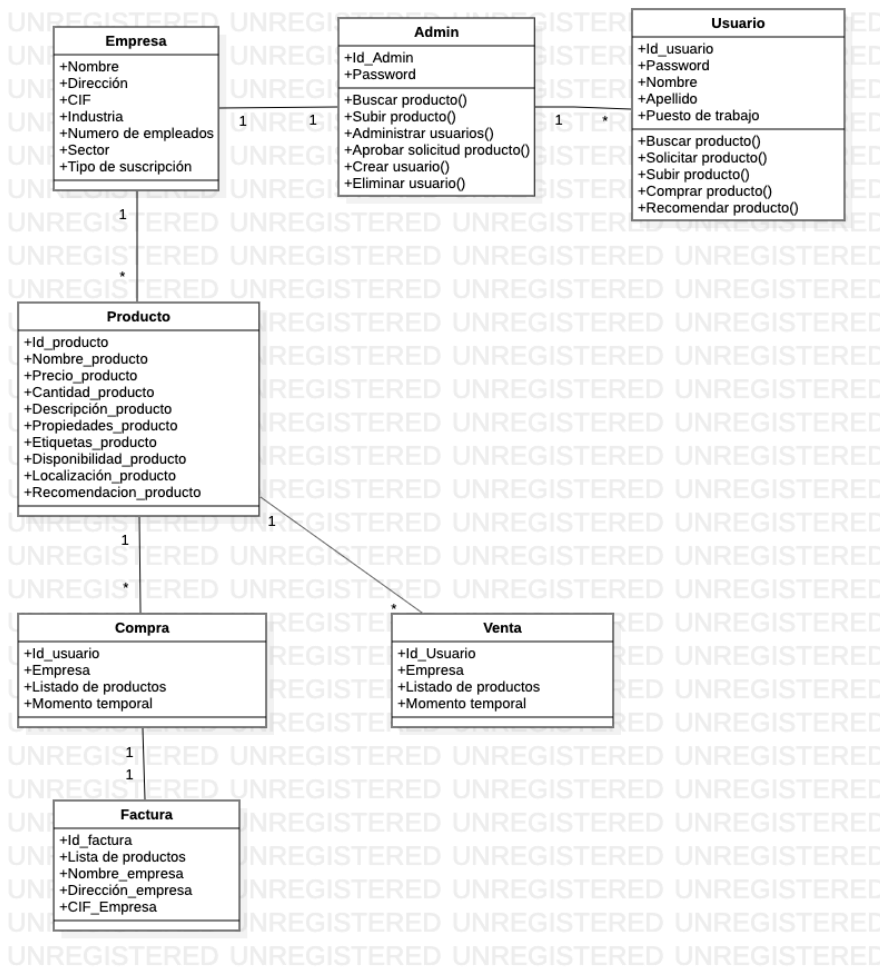 Empresa
+Nombre
+Dirección
+CIF
+Industria
+Numero de empleados
+Sector
+Tipo de suscripción
1
1
Admin
+Id_Admin
+Password
+Buscar producto()
+Subir producto()
+Administrar usuarios()
+Aprobar solicitud producto()
+Crear usuario()
+Eliminar usuario()
1
*
Usuario
+Id_usuario
+Password
+Nombre
+Apellido
+Puesto de trabajo
+Buscar producto()
+Solicitar producto()
+Subir producto()
+Comprar producto()
+Recomendar producto()
1
*
Producto
+Id_producto
+Nombre_producto
+Precio_producto
+Cantidad_producto
+Descripción_producto
+Propiedades_producto
+Etiquetas_producto
+Disponibilidad_producto
+Localización_producto
+Recomendacion_producto
1
*
1
*
Compra
+Id_usuario
+Empresa
+Listado de productos
+Momento temporal
Venta
+Id_Usuario
+Empresa
+Listado de productos
+Momento temporal
1
1
Factura
+Id_factura
+Lista de productos
+Nombre_empresa
+Dirección_empresa
+CIF_Empresa
UNREGISTERED